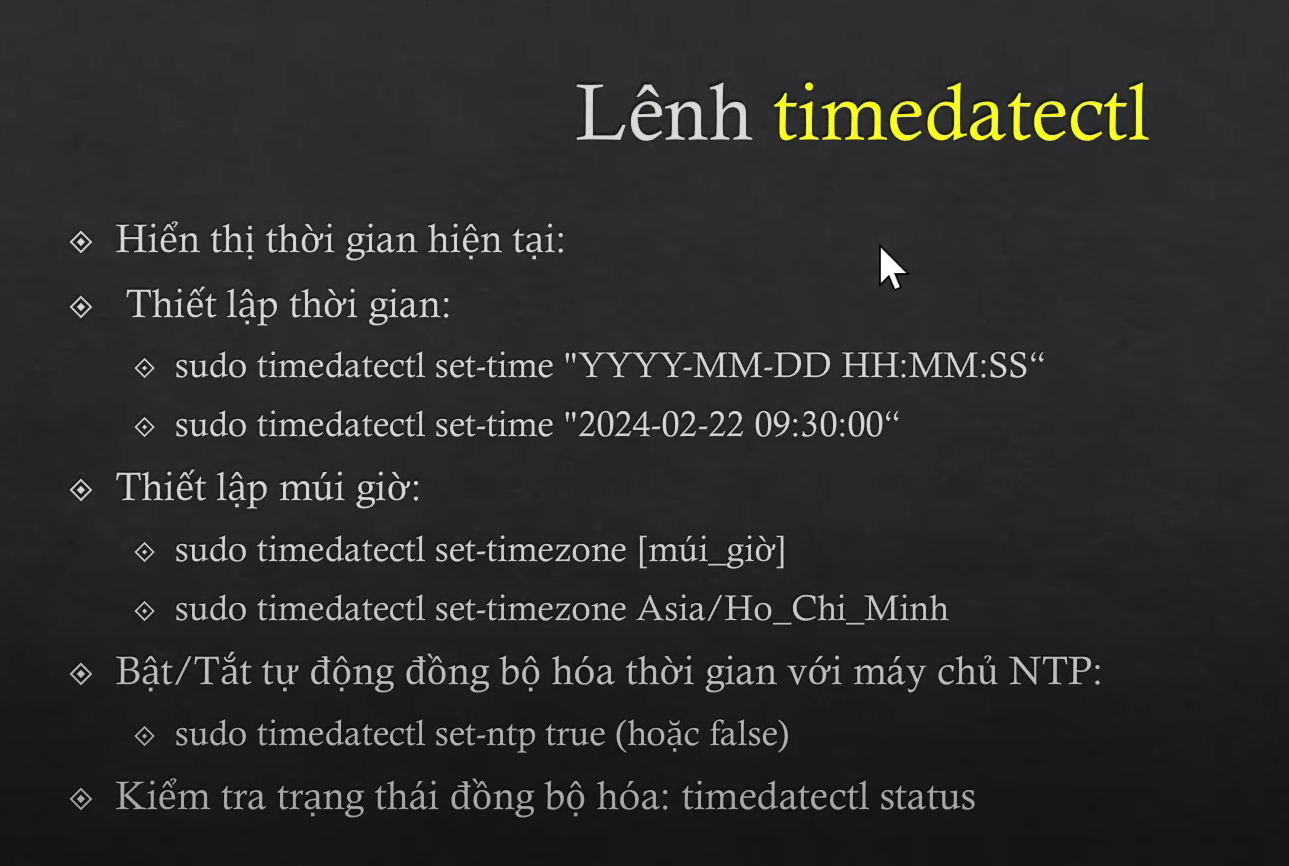 Lênh timedatectl
Hiển thị thời gian hiện tại:
Thiết lập thời gian:
sudo timedatectl set-time "YYYY-MM-DD HH:MM:SS“
sudo timedatectl set-time "2024-02-22 09:30:00“
Thiết lập múi giờ:
sudo timedatectl set-timezone [múi_giờ]
sudo timedatectl set-timezone Asia/Ho_Chi_Minh
Bật/Tắt tự động đồng bộ hóa thời gian với máy chủ NTP:
sudo timedatectl set-ntp true (hoặc false)
Kiểm tra trạng thái đồng bộ hóa: timedatectl status